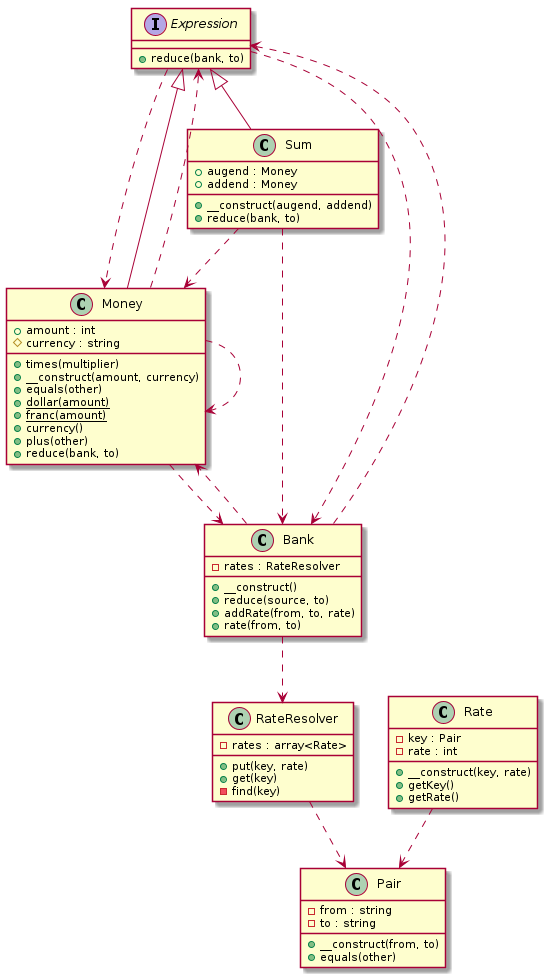 I Expression
reduce(bank, to)
C Sum
augend : Money
addend : Money
__construct(augend, addend)
reduce(bank, to)
C Money
amount : int
currency : string
times(multiplier)
__construct(amount, currency)
equals(other)
dollar(amount)
franc(amount)
currency()
plus(other)
reduce(bank, to)
C Bank
rates : RateResolver
__construct()
reduce(source, to)
addRate(from, to, rate)
rate(from, to)
C RateResolver
rates : array<Rate>
put(key, rate)
get(key)
find(key)
C Rate
key : Pair
rate : int
__construct(key, rate)
getKey()
getRate()
C Pair
from : string
to : string
__construct(from, to)
equals(other)